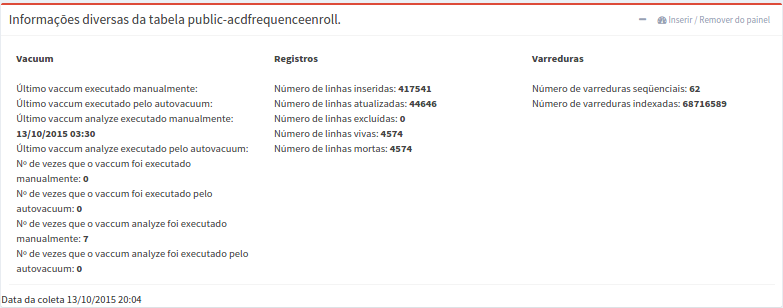 Informações diversas da tabela public-acdfrequenceenroll.
Inserir / Remover do painel
Vacuum
Último vaccum executado manualmente:
Último vaccum executado pelo autovacuum:
Último vaccum analyze executado manualmente:
13/10/2015 03:30
Último vaccum analyze executado pelo autovacuum:
Nº de vezes que o vaccum foi executado
manualmente: 0
Nº de vezes que o vaccum foi executado pelo
autovacuum: 0
Nº de vezes que o vaccum analyze foi executado
manualmente: 7
Nº de vezes que o vaccum analyze foi executado pelo
autovacuum: 0
Registros
Número de linhas inseridas: 417541
Número de linhas atualizadas: 44646
Número de linhas excluídas: 0
Número de linhas vivas: 4574
Número de linhas mortas: 4574
Varreduras
Número de varreduras seqüenciais: 62
Número de varreduras indexadas: 68716589
Data da coleta 13/10/2015 20:04